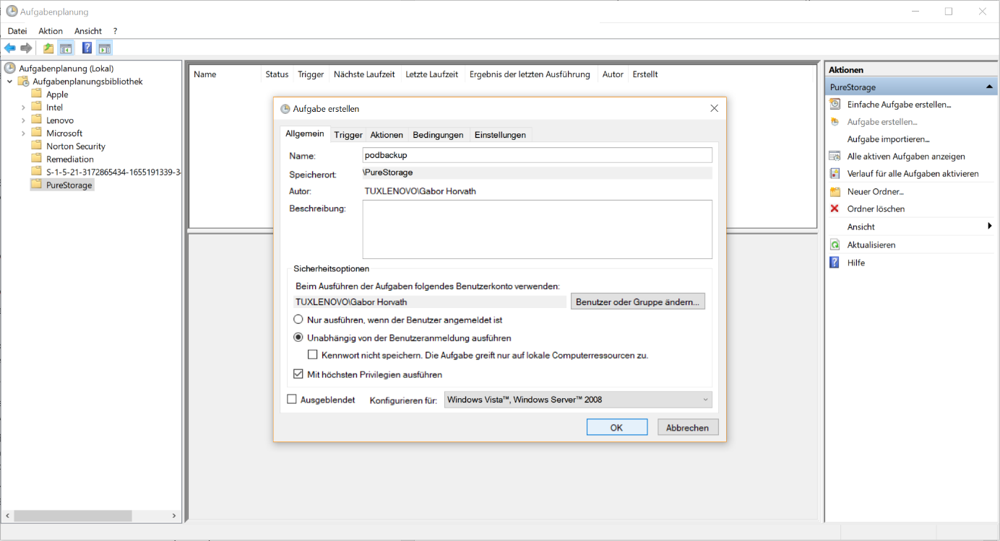 Aufgabenplanung
Datei Aktion Ansicht ?
Aufgabenplanung (Lokal)
Aufgabenplanungsbibliothek
Apple
Intel
Lenovo
Microsoft
Norton Security
Remediation
S-1-5-21-3172865434-1655191339-3
PureStorage
Name Status Trigger Nächste Laufzeit Letzte Laufzeit Ergebnis der letzten Ausführung Autor Erstellt
Aufgabe erstellen
Allgemein Trigger Aktionen Bedingungen Einstellungen
Name: podbackup
Speicherort: \PureStorage
Autor: TUXLENOVO\Gabor Horvath
Beschreibung:
Sicherheitsoptionen
Beim Ausführen der Aufgaben folgendes Benutzerkonto verwenden:
TUXLENOVO\Gabor Horvath Benutzer oder Gruppe ändern...
Nur ausführen, wenn der Benutzer angemeldet ist
Unabhängig von der Benutzeranmeldung ausführen
Kennwort nicht speichern. Die Aufgabe greift nur auf lokale Computerressourcen zu.
Mit höchsten Privilegien ausführen
Ausgeblendet Konfigurieren für: Windows Vista™, Windows Server™ 2008
OK Abbrechen
Aktionen
PureStorage
Einfache Aufgabe erstellen...
Aufgabe erstellen...
Aufgabe importieren...
Alle aktiven Aufgaben anzeigen
Verlauf für alle Aufgaben aktivieren
Neuer Ordner...
Ordner löschen
Ansicht
Aktualisieren
Hilfe